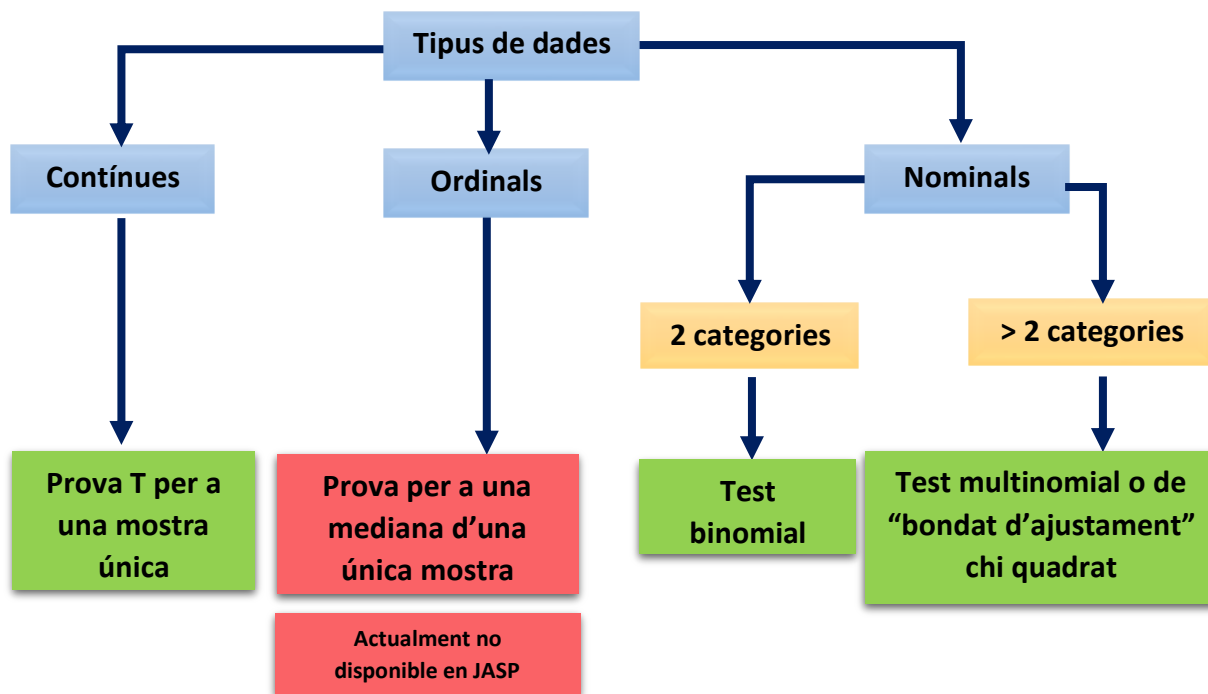 Tipus de dades
Contínues
Ordinals
Nominals
2 categories
> 2 categories
Prova T per a
una mostra
única
Prova per a una
mediana d’una
única mostra
Test
binomial
Test multinomial o de
“bondat d’ajustament”
chi quadrat
Actualment no
disponible en JASP